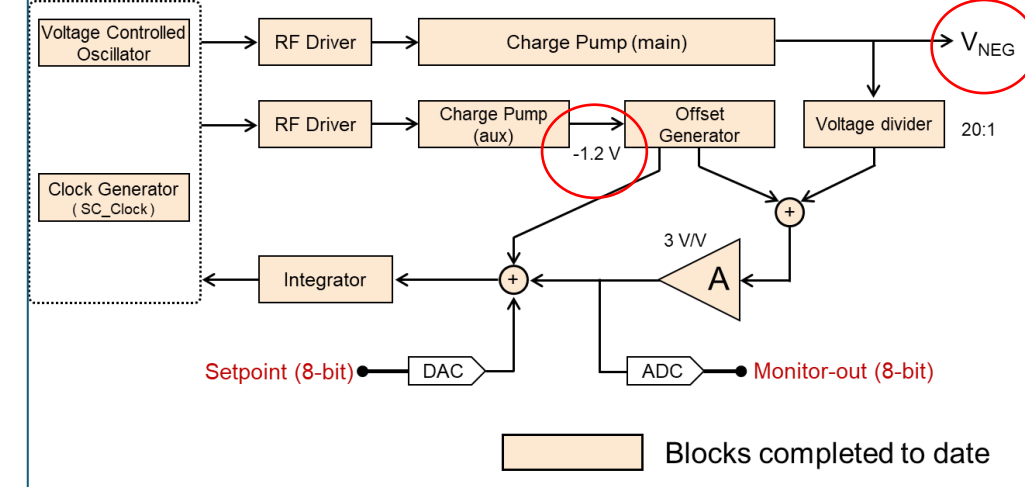 Voltage Controlled
Oscillator
RF Driver
Charge Pump (main)
VNEG
RF Driver
Charge Pump
(aux)
-1.2 V
Offset
Generator
Voltage divider
20:1
Clock Generator
( SC_Clock )
+
3 V/V
A
Integrator
+
Setpoint (8-bit)
DAC
ADC
Monitor-out (8-bit)
Blocks completed to date